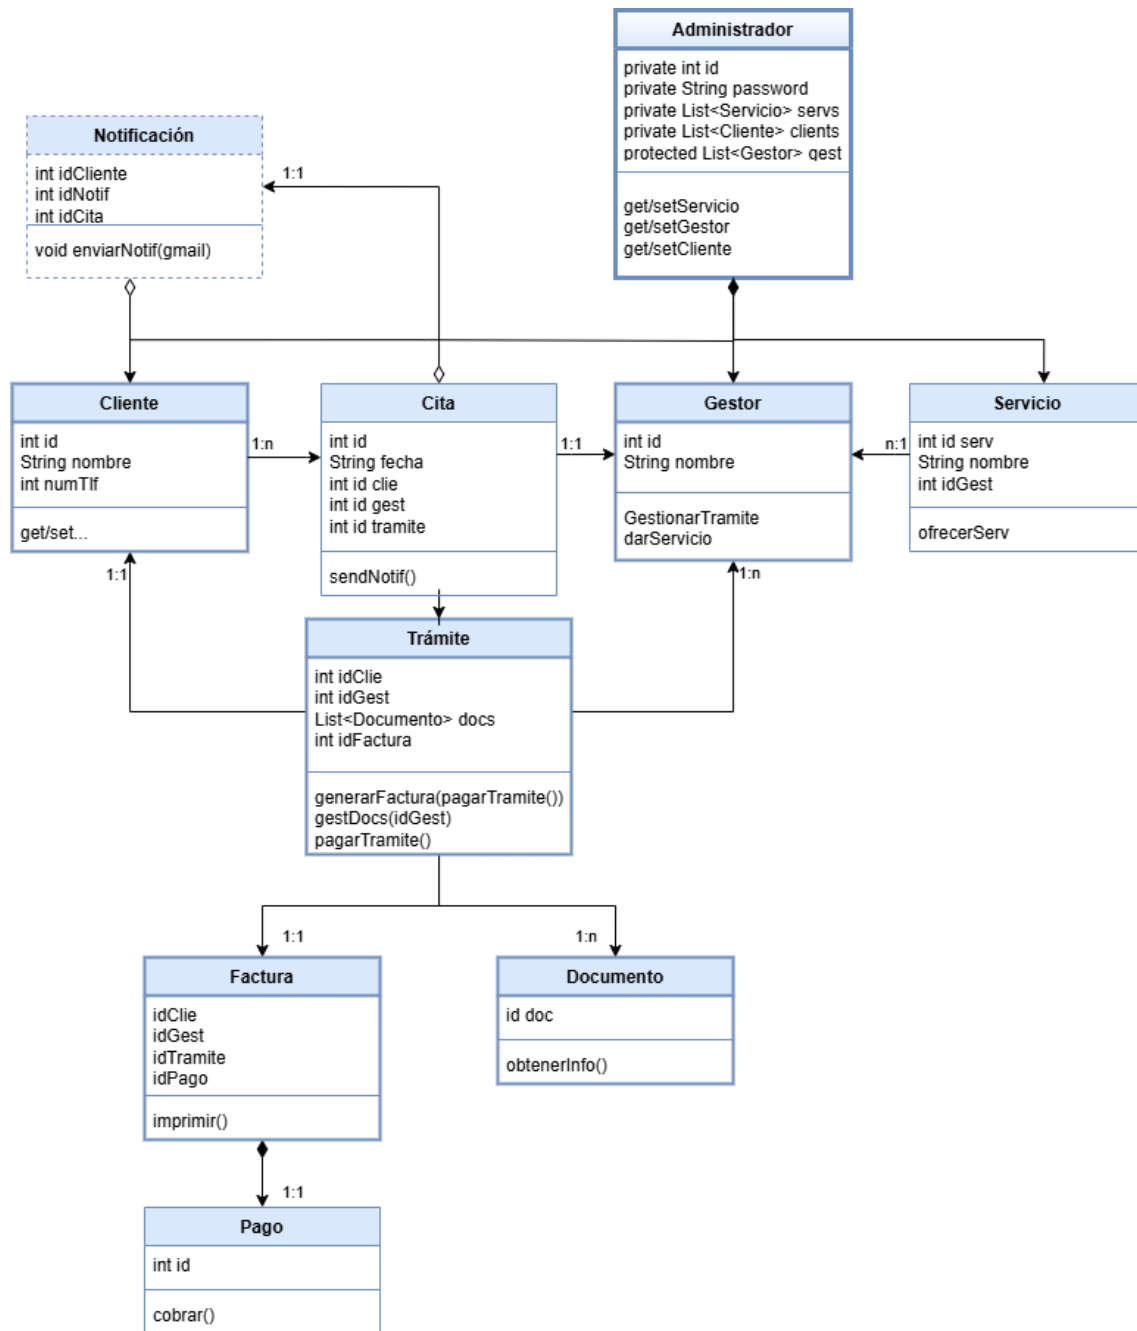 Administrador
private int id
private String password
private List<Servicio> servs
private List<Cliente> clients
protected List<Gestor> gest
get/setServicio
get/setGestor
get/setCliente
Notificación
int idCliente
int idNotif
int idCita
void enviarNotif(gmail)
1:1
Cliente
int id
String nombre
int numTlf
get/set...
1:n
Cita
int id
String fecha
int id clie
int id gest
int id tramite
sendNotif()
1:1
Gestor
int id
String nombre
GestionarTramite
darServicio
n:1
Servicio
int id serv
String nombre
int idGest
ofrecerServ
1:1
1:n
Trámite
int idClie
int idGest
List<Documento> docs
int idFactura
generarFactura(pagarTramite())
gestDocs(idGest)
pagarTramite()
1:1
1:n
Factura
idClie
idGest
idTramite
idPago
imprimir()
Documento
id doc
obtenerInfo()
1:1
Pago
int id
cobrar()